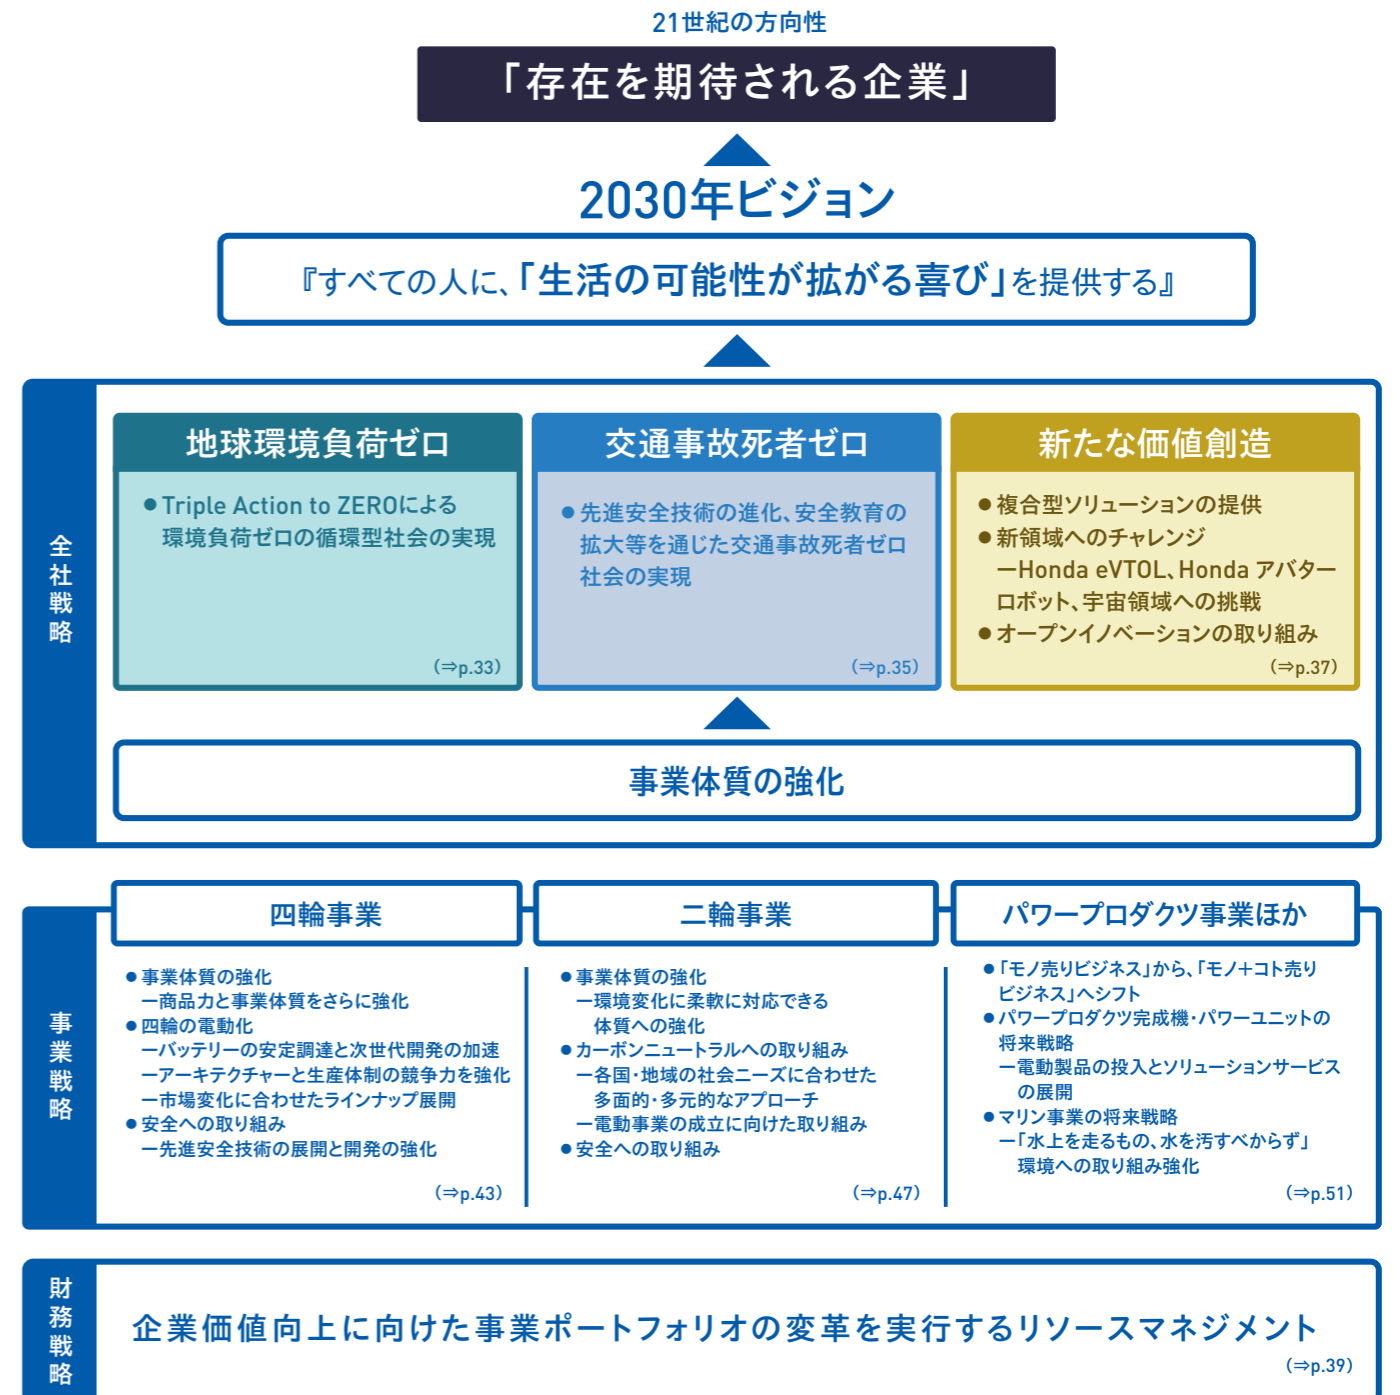 21世紀の方向性
「存在を期待される企業」
2030年ビジョン
『すべての人に、「生活の可能性が拡がる喜び」を提供する』
全社戦略
地球環境負荷ゼロ
●Triple Action to ZEROによる
環境負荷ゼロの循環型社会の実現
(⇒p.33)
交通事故死者ゼロ
●先進安全技術の進化、安全教育の
拡大等を通じた交通事故死者ゼロ
社会の実現
(⇒p.35)
新たな価値創造
●複合型ソリューションの提供
●新領域へのチャレンジ
ーHonda eVTOL、Honda アバター
ロボット、宇宙領域への挑戦
●オープンイノベーションの取り組み
(⇒p.37)
事業体質の強化
事業戦略
四輪事業
●事業体質の強化
ー商品力と事業体質をさらに強化
●四輪の電動化
ーバッテリーの安定調達と次世代開発の加速
ーアーキテクチャーと生産体制の競争力を強化
ー市場変化に合わせたラインナップ展開
●安全への取り組み
ー先進安全技術の展開と開発の強化
(⇒p.43)
二輪事業
●事業体質の強化
ー環境変化に柔軟に対応できる
体質への強化
●カーボンニュートラルへの取り組み
ー各国・地域の社会ニーズに合わせた
多面的・多元的なアプローチ
ー電動事業の成立に向けた取り組み
●安全への取り組み
(⇒p.47)
パワープロダクツ事業ほか
●「モノ売りビジネス」から、「モノ＋コト売り
ビジネス」へシフト
●パワープロダクツ完成機・パワーユニットの
将来戦略
ー電動製品の投入とソリューションサービス
の展開
●マリン事業の将来戦略
ー「水上を走るもの、水を汚すべからず」
環境への取り組み強化
(⇒p.51)
財務戦略
企業価値向上に向けた事業ポートフォリオの変革を実行するリソースマネジメント
(⇒p.39)